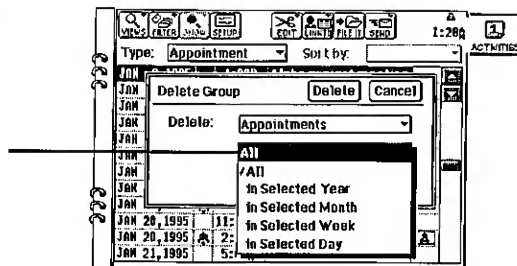 VIEWS FILTER SHOW SETUP EDIT LINKTO FILE IT SEND 1:20a
ACTIVITIES
Type: Appointment Sort by:
JAN
JAN Delete Group Delete Cancel
JAN
JAN Delete: Appointments
JAN
JAN All
JAN ✓All
JAN in Selected Year
JAN in Selected Month
JAN 20,1995 11: in Selected Week
JAN 20,1995 2: in Selected Day A
JAN 21,1995 5: